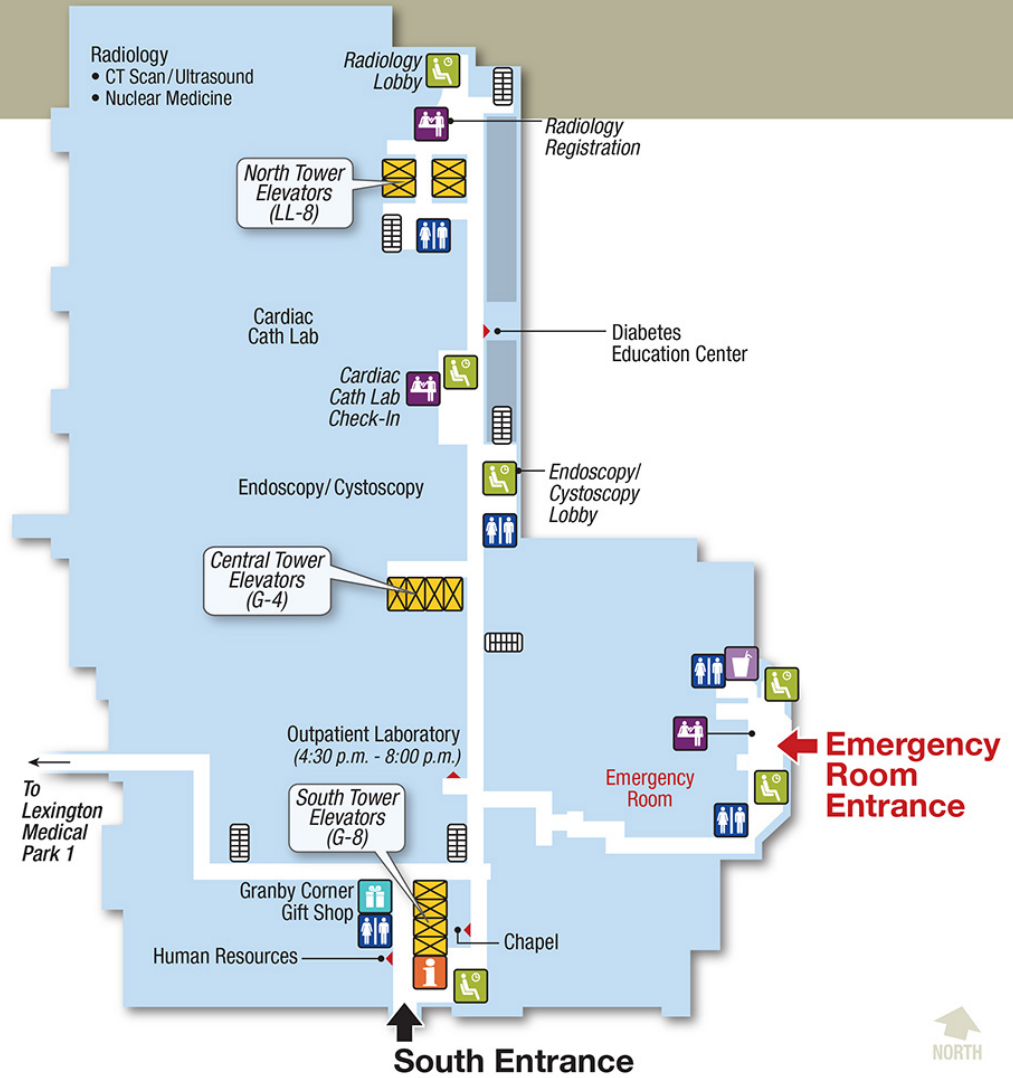 Radiology
• CT Scan/Ultrasound
• Nuclear Medicine
Radiology
Lobby
Radiology
Registration
North Tower
Elevators
(LL-8)
Cardiac
Cath Lab
Diabetes
Education Center
Cardiac
Cath Lab
Check-In
Endoscopy/Cystoscopy
Endoscopy/
Cystoscopy
Lobby
Central Tower
Elevators
(G-4)
Outpatient Laboratory
(4:30 p.m. - 8:00 p.m.)
Emergency
Room
Emergency
Room
Entrance
To
Lexington
Medical
Park 1
South Tower
Elevators
(G-8)
Granby Corner
Gift Shop
Human Resources
Chapel
i
South Entrance
NORTH